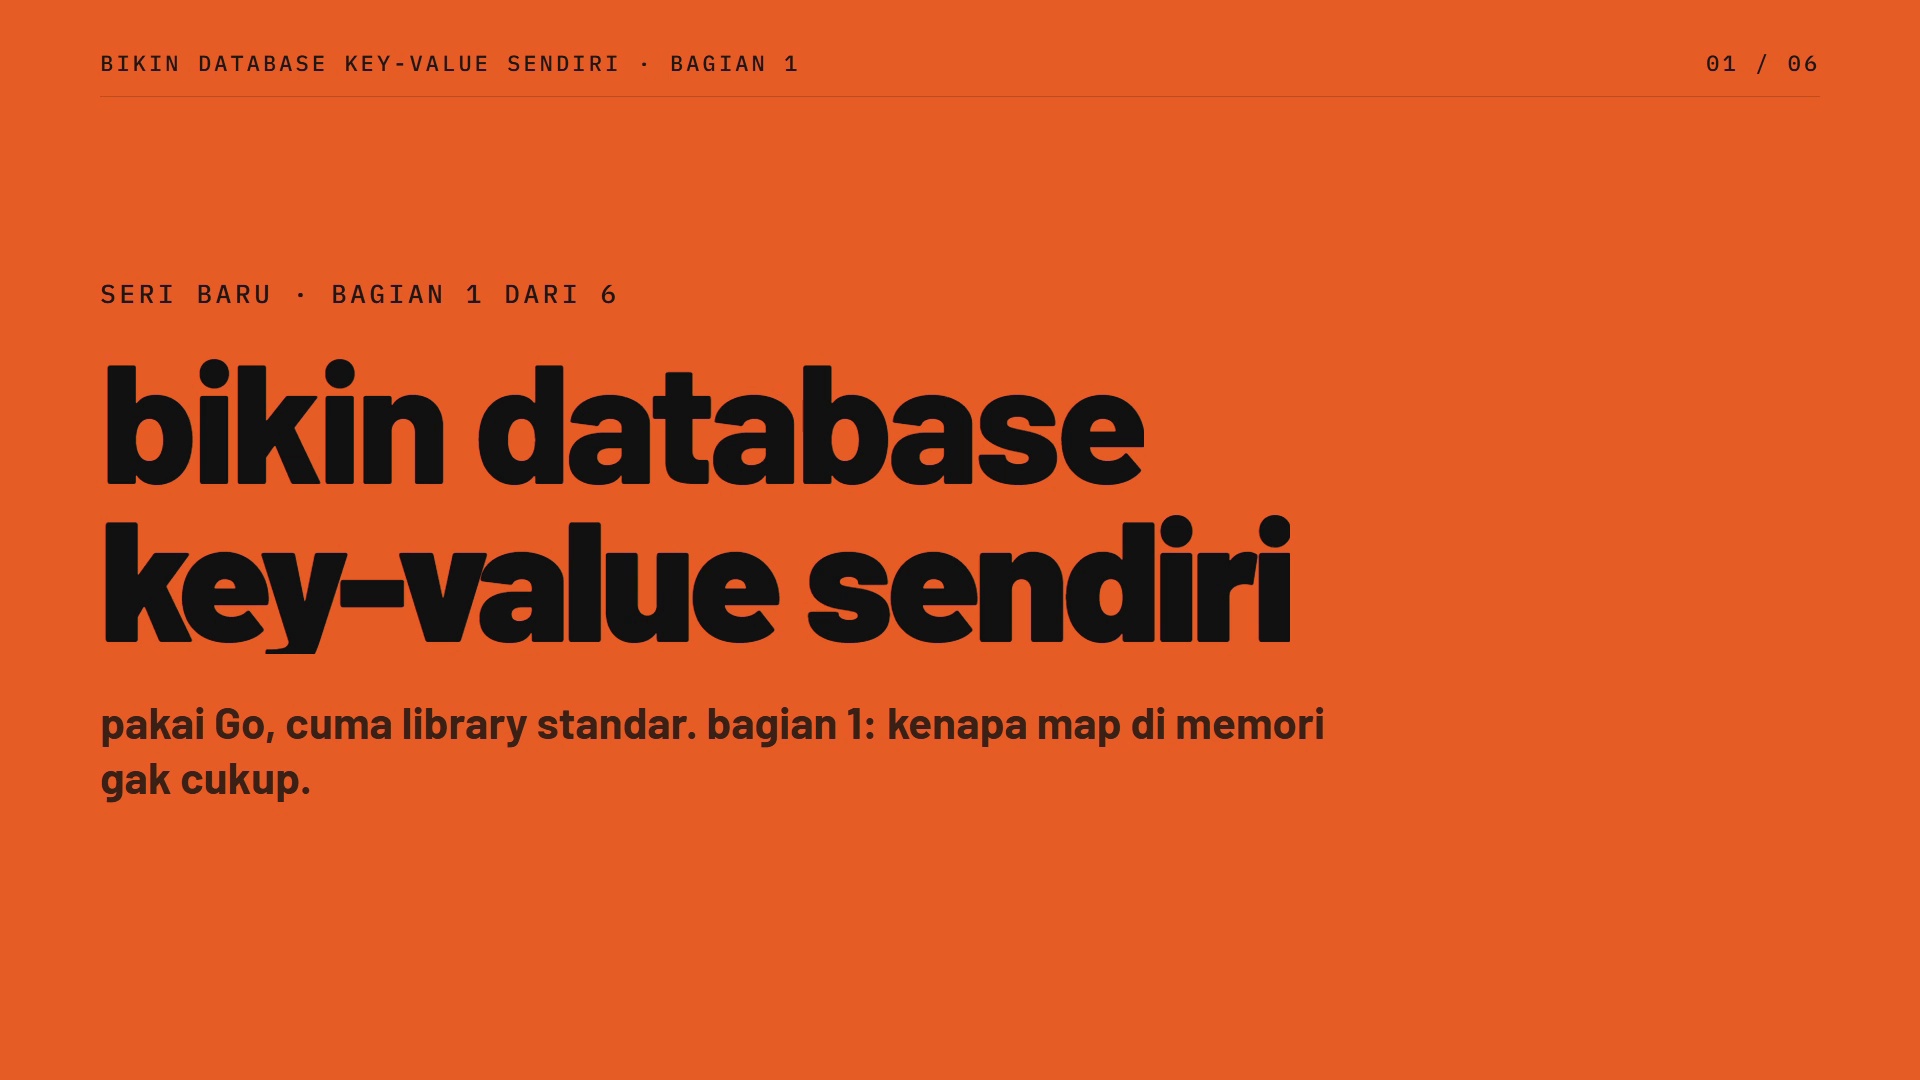 BIKIN DATABASE KEY-VALUE SENDIRI · BAGIAN 1
01 / 06
SERI BARU · BAGIAN 1 DARI 6
bikin database
key-value sendiri
pakai Go, cuma library standar. bagian 1: kenapa map di memori
gak cukup.